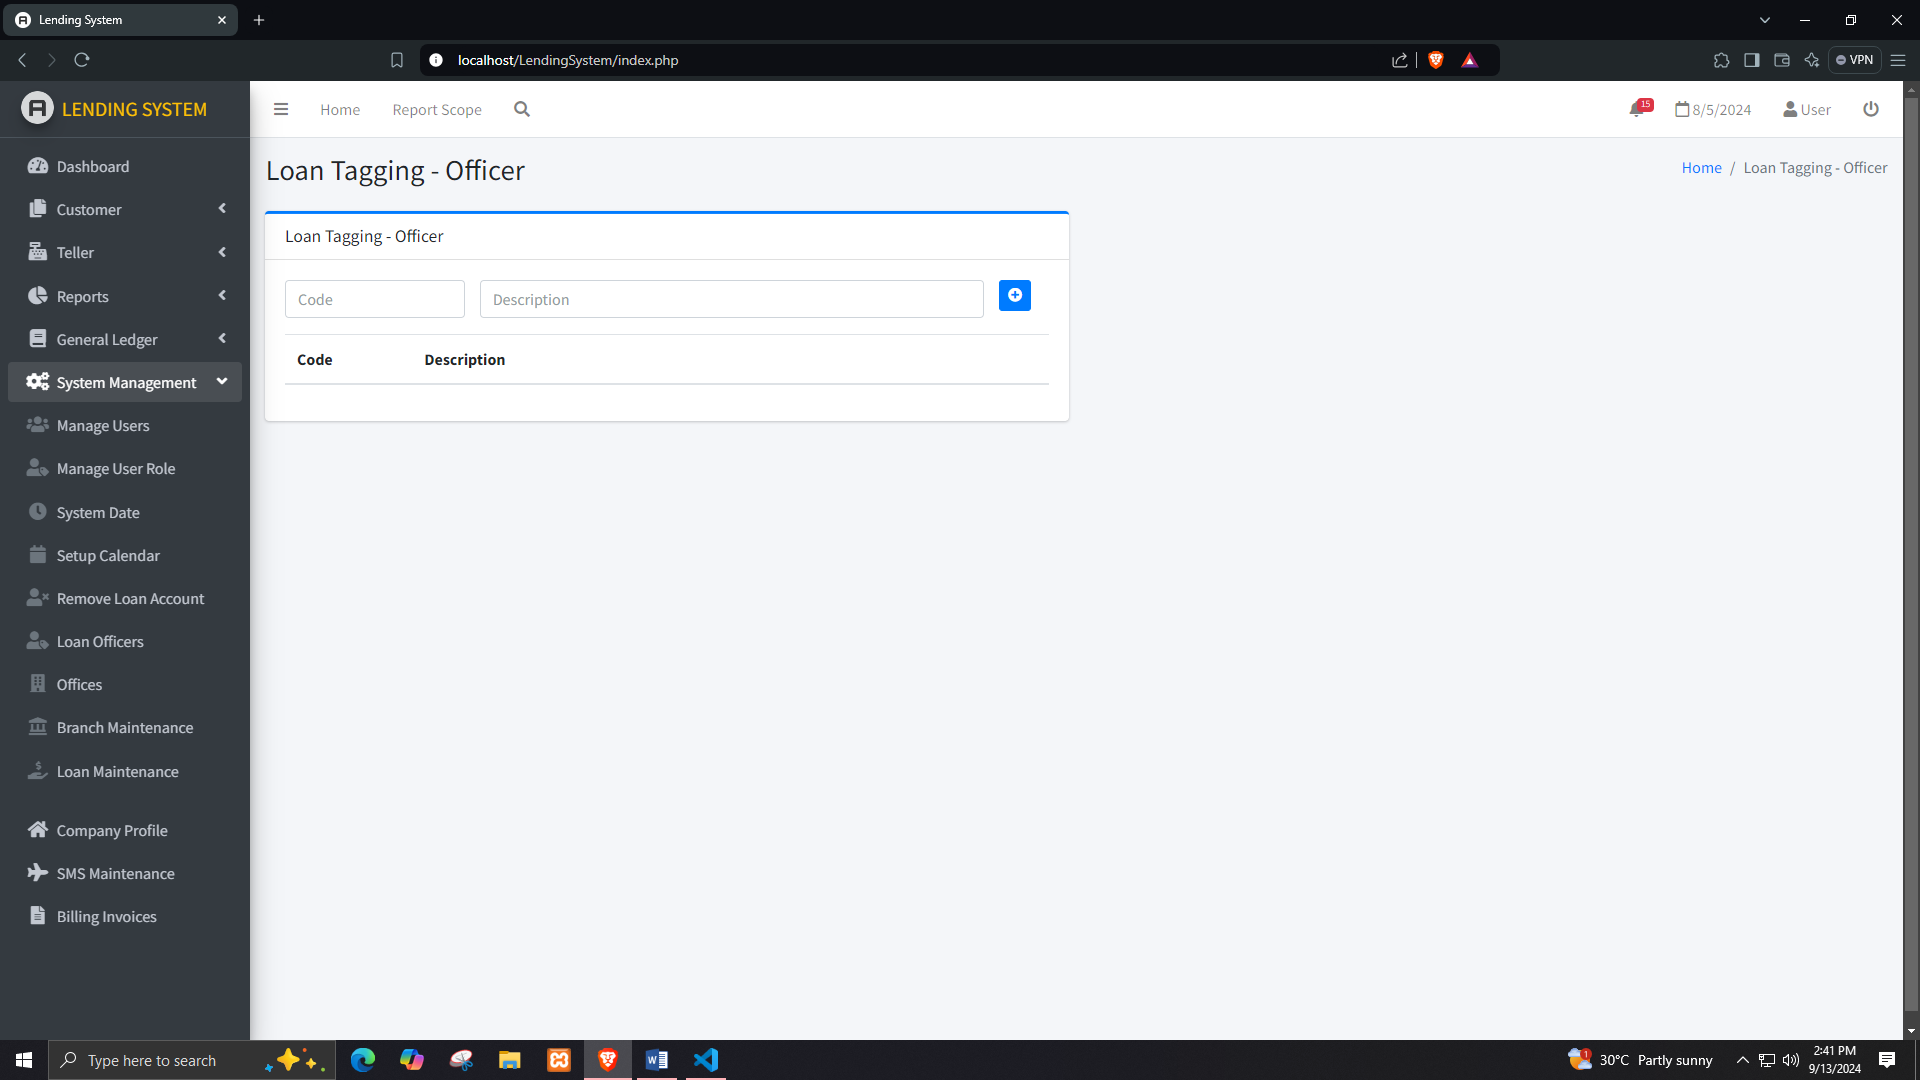 Lending System
localhost/LendingSystem/index.php
VPN
LENDING SYSTEM
Home
Report Scope
15
8/5/2024
User
Dashboard
Customer
Teller
Reports
General Ledger
System Management
Manage Users
Manage User Role
System Date
Setup Calendar
Remove Loan Account
Loan Officers
Offices
Branch Maintenance
Loan Maintenance
Company Profile
SMS Maintenance
Billing Invoices
Loan Tagging - Officer
Home / Loan Tagging - Officer
Loan Tagging - Officer
Code
Description
Code Description
Type here to search
1
30°C Partly sunny
2:41 PM
9/13/2024